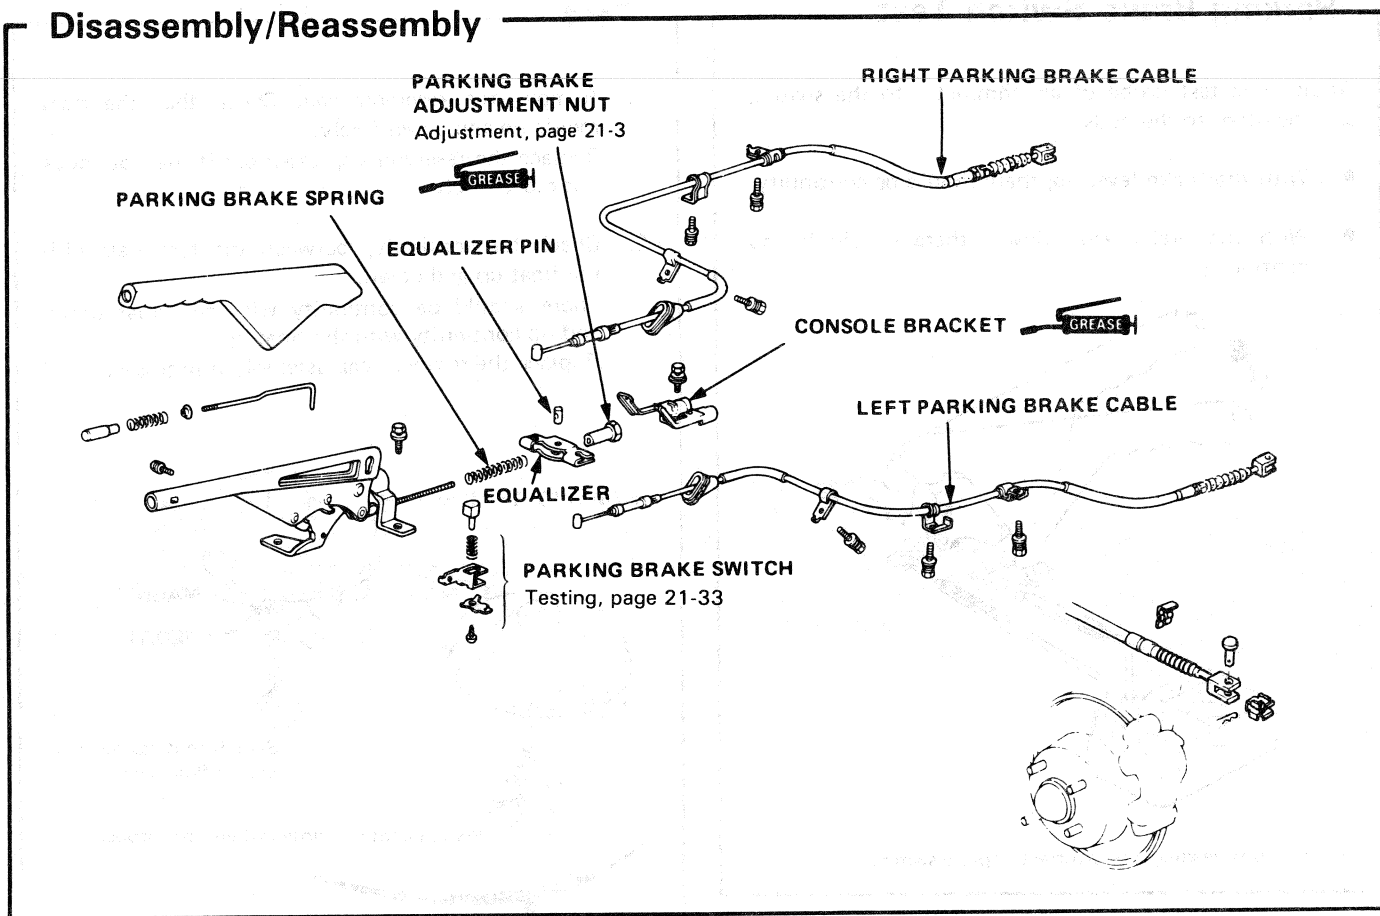 Disassembly/Reassembly
PARKING BRAKE
ADJUSTMENT NUT
Adjustment, page 21-3
GREASE
RIGHT PARKING BRAKE CABLE
PARKING BRAKE SPRING
EQUALIZER PIN
CONSOLE BRACKET
GREASE
LEFT PARKING BRAKE CABLE
EQUALIZER
PARKING BRAKE SWITCH
Testing, page 21-33